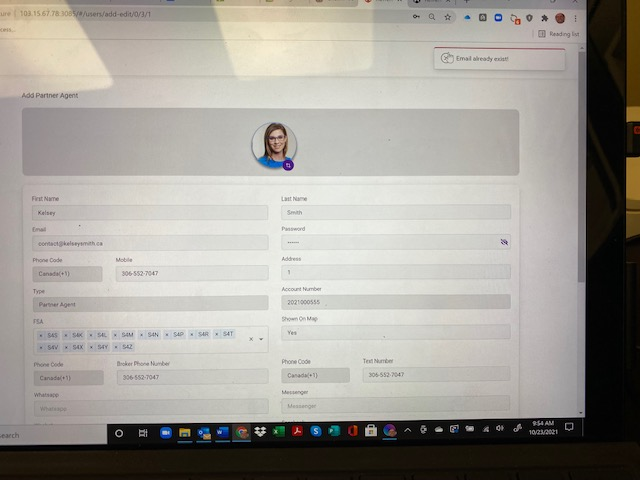 ure | 103.15.67.78:3085/#/users/add-edit/0/3/1
cess...
Reading list
Email already exist!
Add Partner Agent
First Name
Last Name
Kelsey
Smith
Email
Password
contact@kelseysmith.ca
······
Phone Code
Mobile
Address
Canada(+1)
306-552-7047
1
Type
Account Number
Partner Agent
2021000555
FSA
Shown On Map
× S4S × S4K × S4L × S4M × S4N × S4P × S4R × S4T
Yes
× S4V × S4X × S4Y × S4Z
Phone Code
Broker Phone Number
Phone Code
Text Number
Canada(+1)
306-552-7047
Canada(+1)
306-552-7047
Whatsapp
Messenger
Whatsapp
Messenger
earch
9:54 AM
10/23/2021